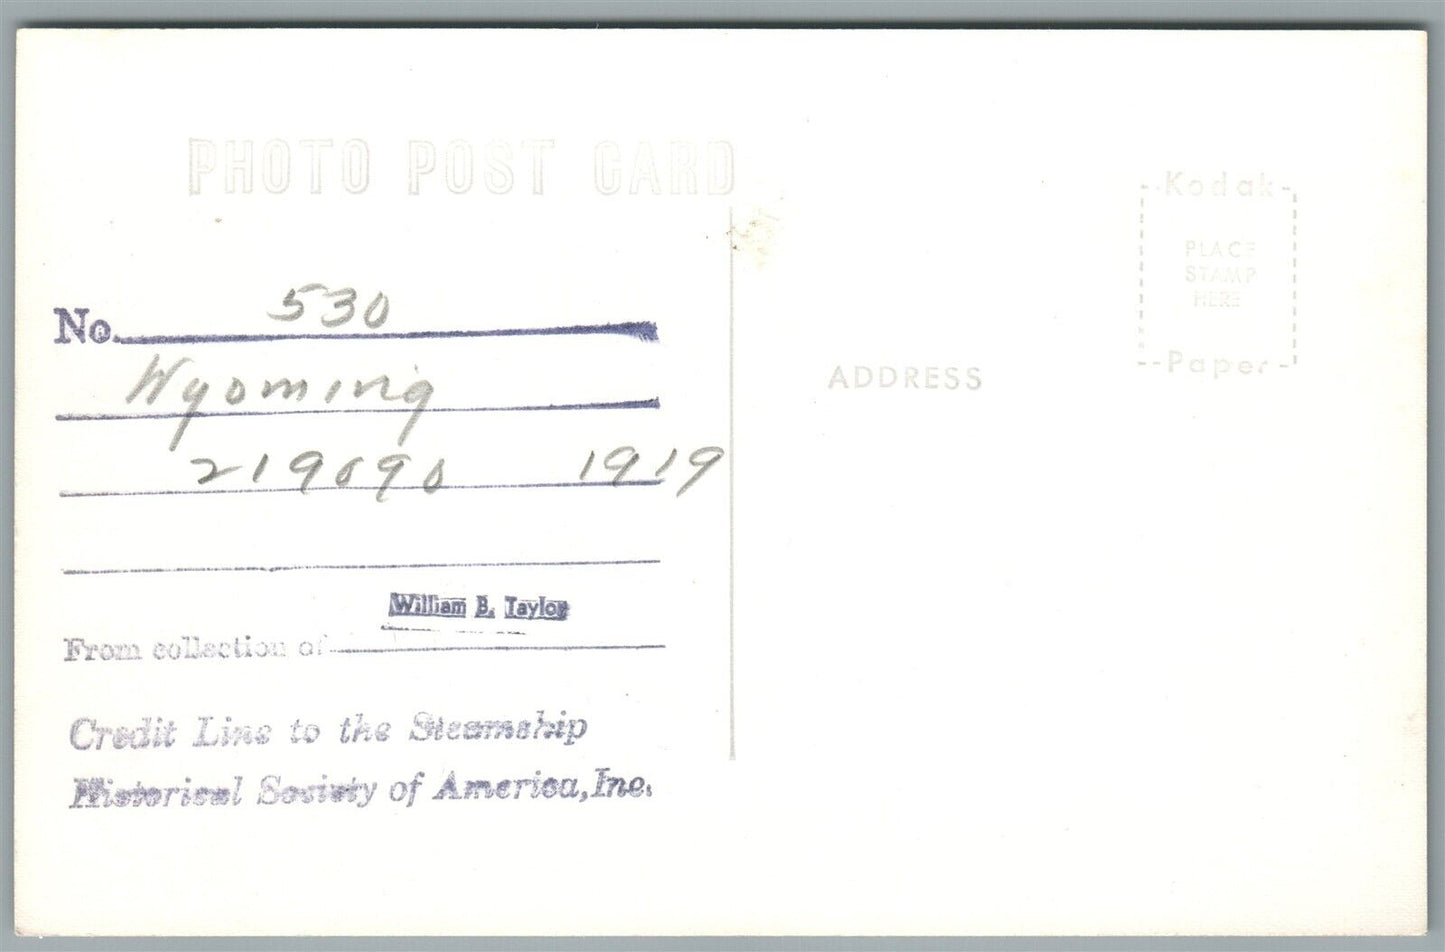 PHOTO POST CARD
No. 530
Wyoming
219090 1919
William B. Taylor
From collection of
Credit Line to the Steamship
Historical Society of America, Inc.
ADDRESS
Kodak
PLACE
STAMP
HERE
Paper